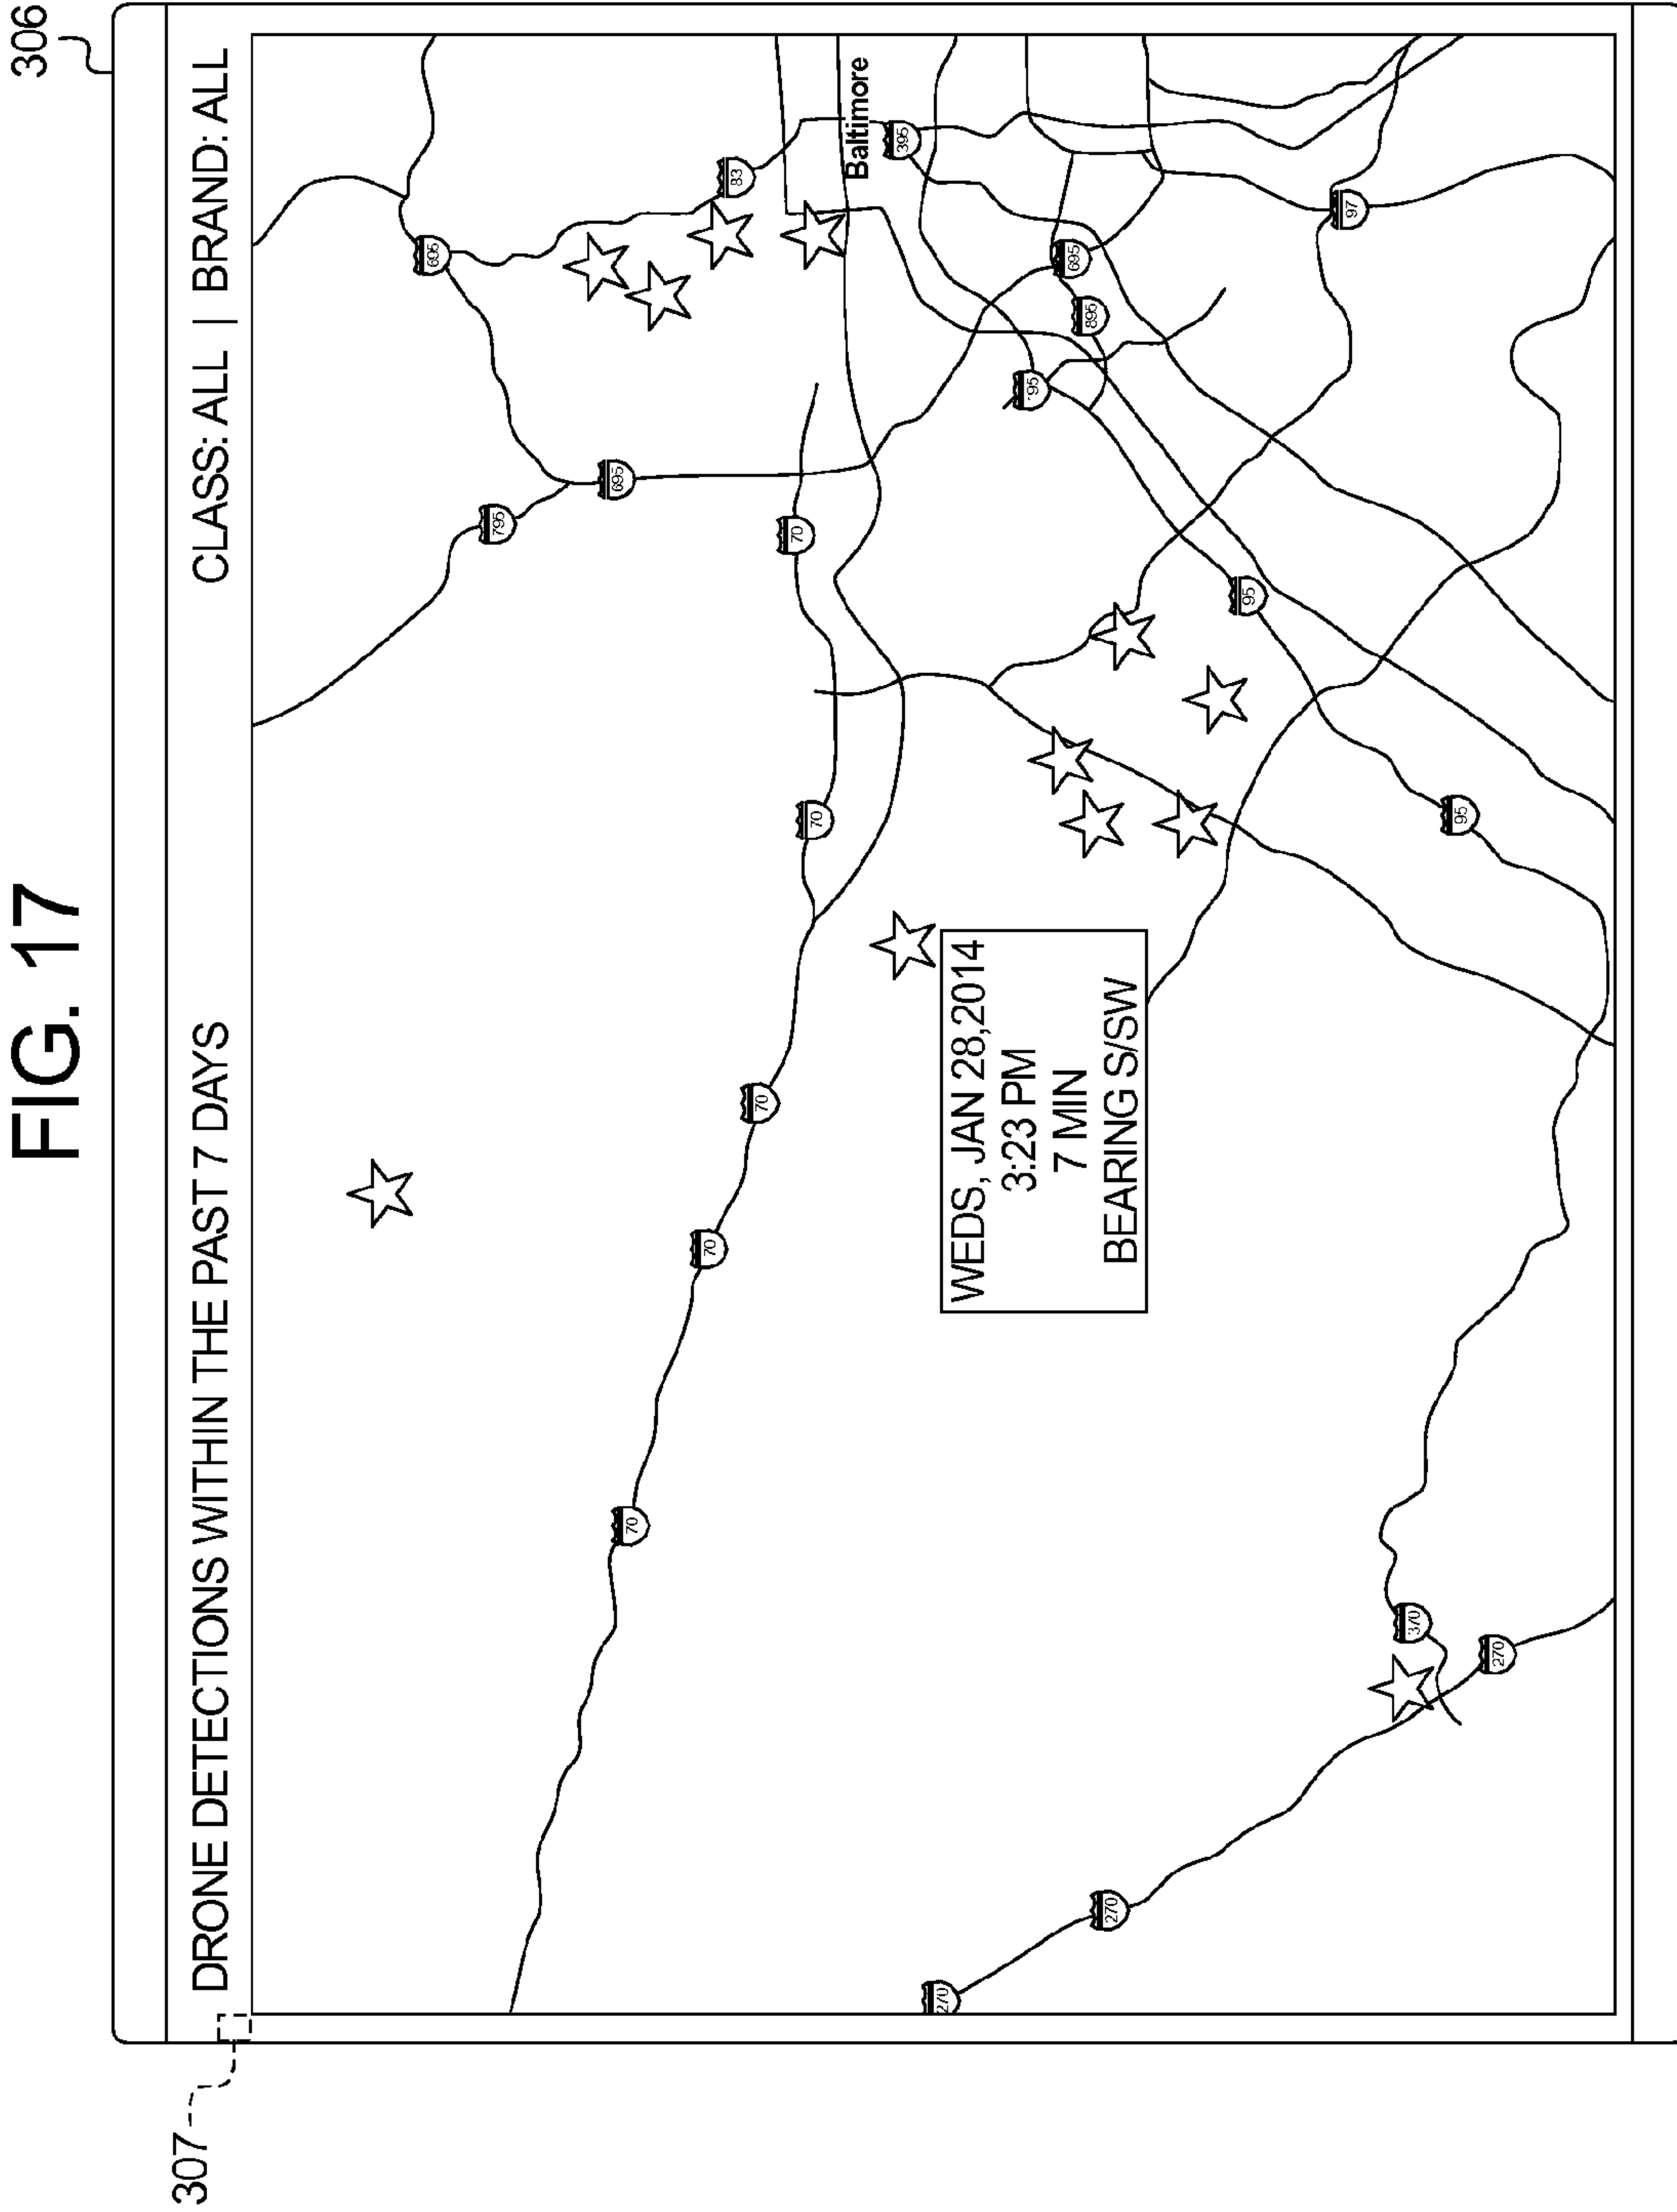 FIG. 17
306
307
DRONE DETECTIONS WITHIN THE PAST 7 DAYS
CLASS: ALL | BRAND: ALL
695
795
695
70
70
83
70
70
70
Baltimore
395
270
WEDS, JAN 28,2014
3:23 PM
7 MIN
BEARING S/SW
695
895
270
95
97
370
95
270